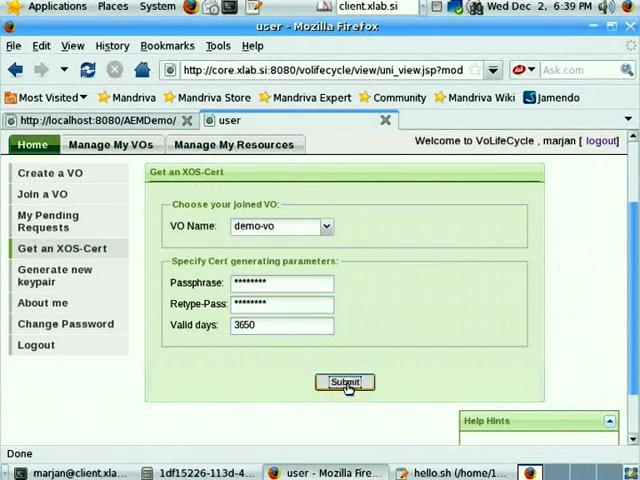 Applications Places System client.xlab.si Wed Dec 2, 6:39 PM
user - Mozilla Firefox
File Edit View History Bookmarks Tools Help
http://core.xlab.si:8080/volifecycle/view/uni_view.jsp?mod Ask.com
Most Visited Mandriva Mandriva Store Mandriva Expert Community Mandriva Wiki Jamendo
http://localhost:8080/AEMDemo/ user
Home Manage My VOs Manage My Resources Welcome to VoLifeCycle , marjan [ logout]
Create a VO
Join a VO
My Pending
Requests
Get an XOS-Cert
Generate new
keypair
About me
Change Password
Logout
Get an XOS-Cert
Choose your joined VO:
VO Name: demo-vo
Specify Cert generating parameters:
Passphrase: ********
Retype-Pass: ********
Valid days: 3650
Submit
Help Hints
Done
marjan@client.xla... 1df15226-113d-4... user - Mozilla Fire... hello.sh (/home/1...